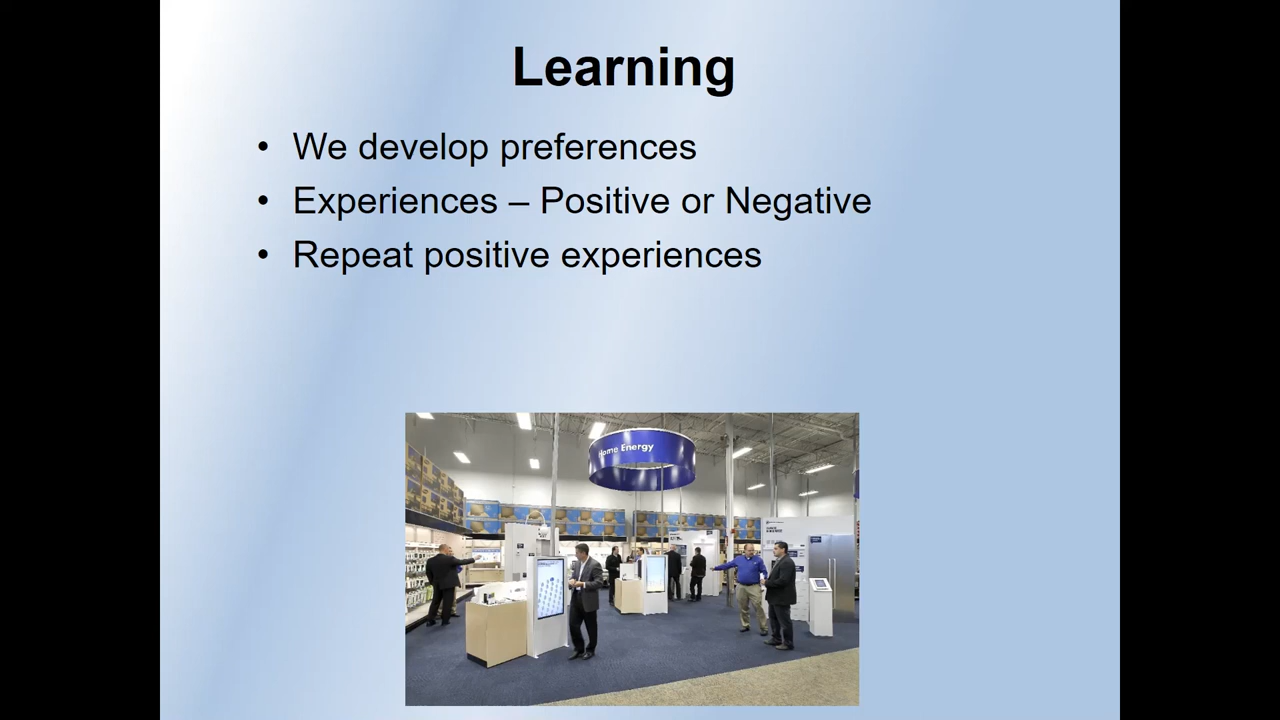 Learning
• We develop preferences
• Experiences – Positive or Negative
• Repeat positive experiences
Home Energy